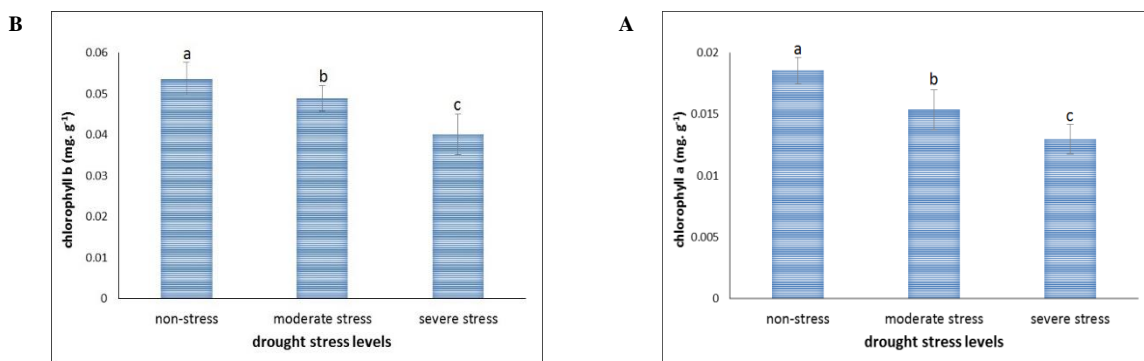 B
chlorophyll b (mg. g⁻¹)
0.06
0.05
0.04
0.03
0.02
0.01
0
a
b
c
non-stress moderate stress severe stress
drought stress levels
A
chlorophyll a (mg. g⁻¹)
0.02
0.015
0.01
0.005
0
a
b
c
non-stress moderate stress severe stress
drought stress levels